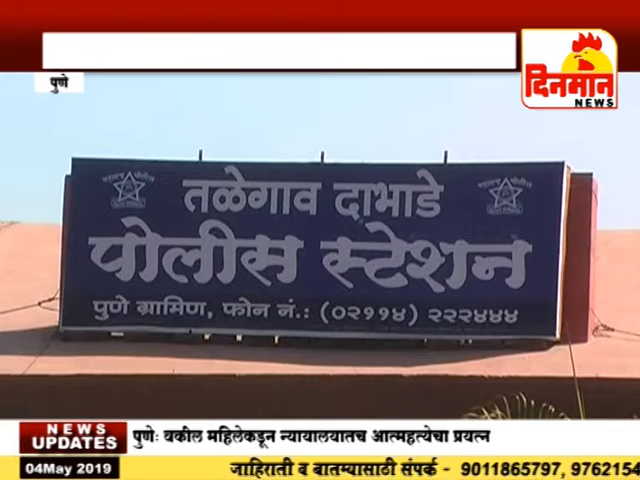 दिनमान
NEWS
पुणे
तळेगाव दाभाडे
पोलीस स्टेशन
पुणे ग्रामिण, फोन नं.: (०२११४) २२२४४४
NEWS
UPDATES
पुणेः वकील महिलेकडून न्यायालयातच आत्महत्येचा प्रयत्न
04May 2019
जाहिराती व बातम्यासाठी संपर्क - 9011865797, 9762154